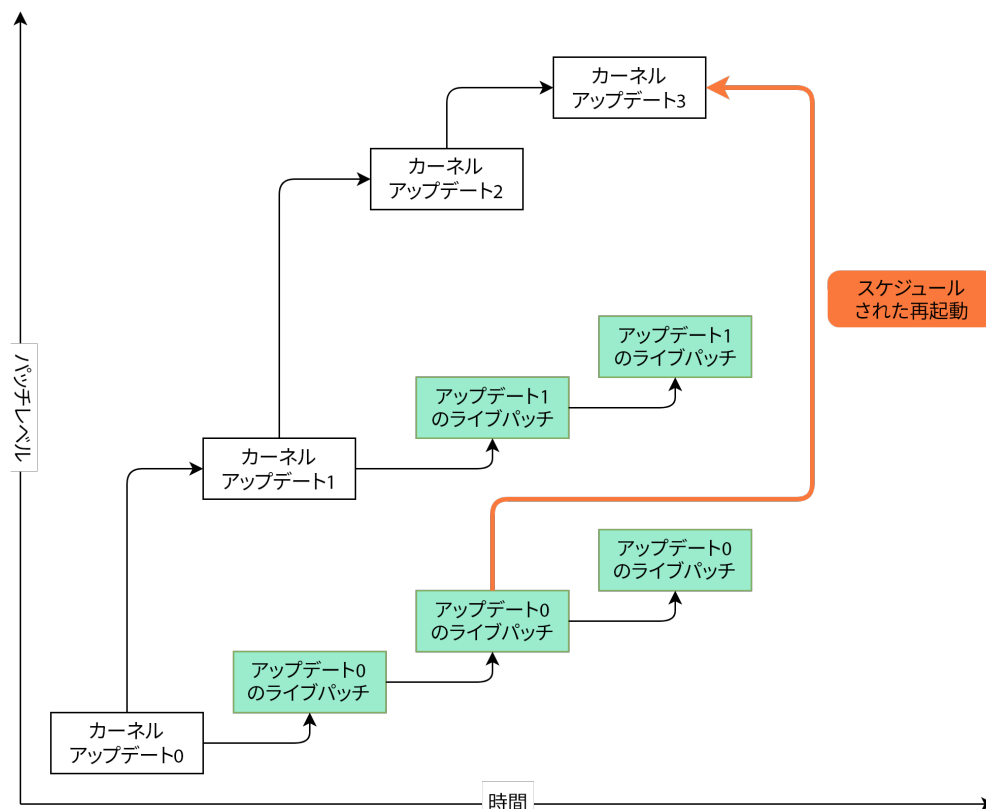 カーネル
アップデート3
カーネル
アップデート2
スケジュール
された再起動
アップデート1
のライブパッチ
パッチレベル
アップデート1
のライブパッチ
カーネル
アップデート1
アップデート0
のライブパッチ
アップデート0
のライブパッチ
アップデート0
のライブパッチ
カーネル
アップデート0
時間